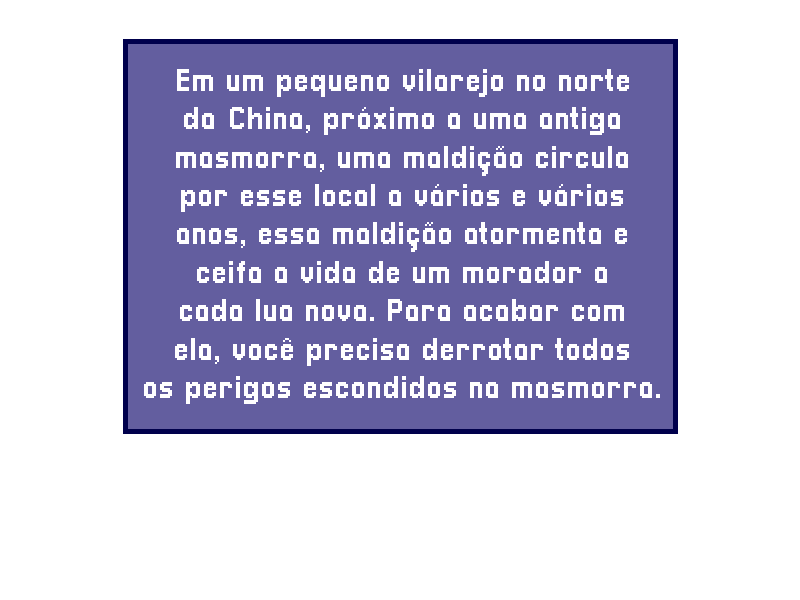 Em um pequeno vilarejo no norte
da China, próximo a uma antiga
masmorra, uma maldição circula
por esse local a vários e vários
anos, essa maldição atormenta e
ceifa a vida de um morador a
cada lua nova. Para acabar com
ela, você precisa derrotar todos
os perigos escondidos na masmorra.